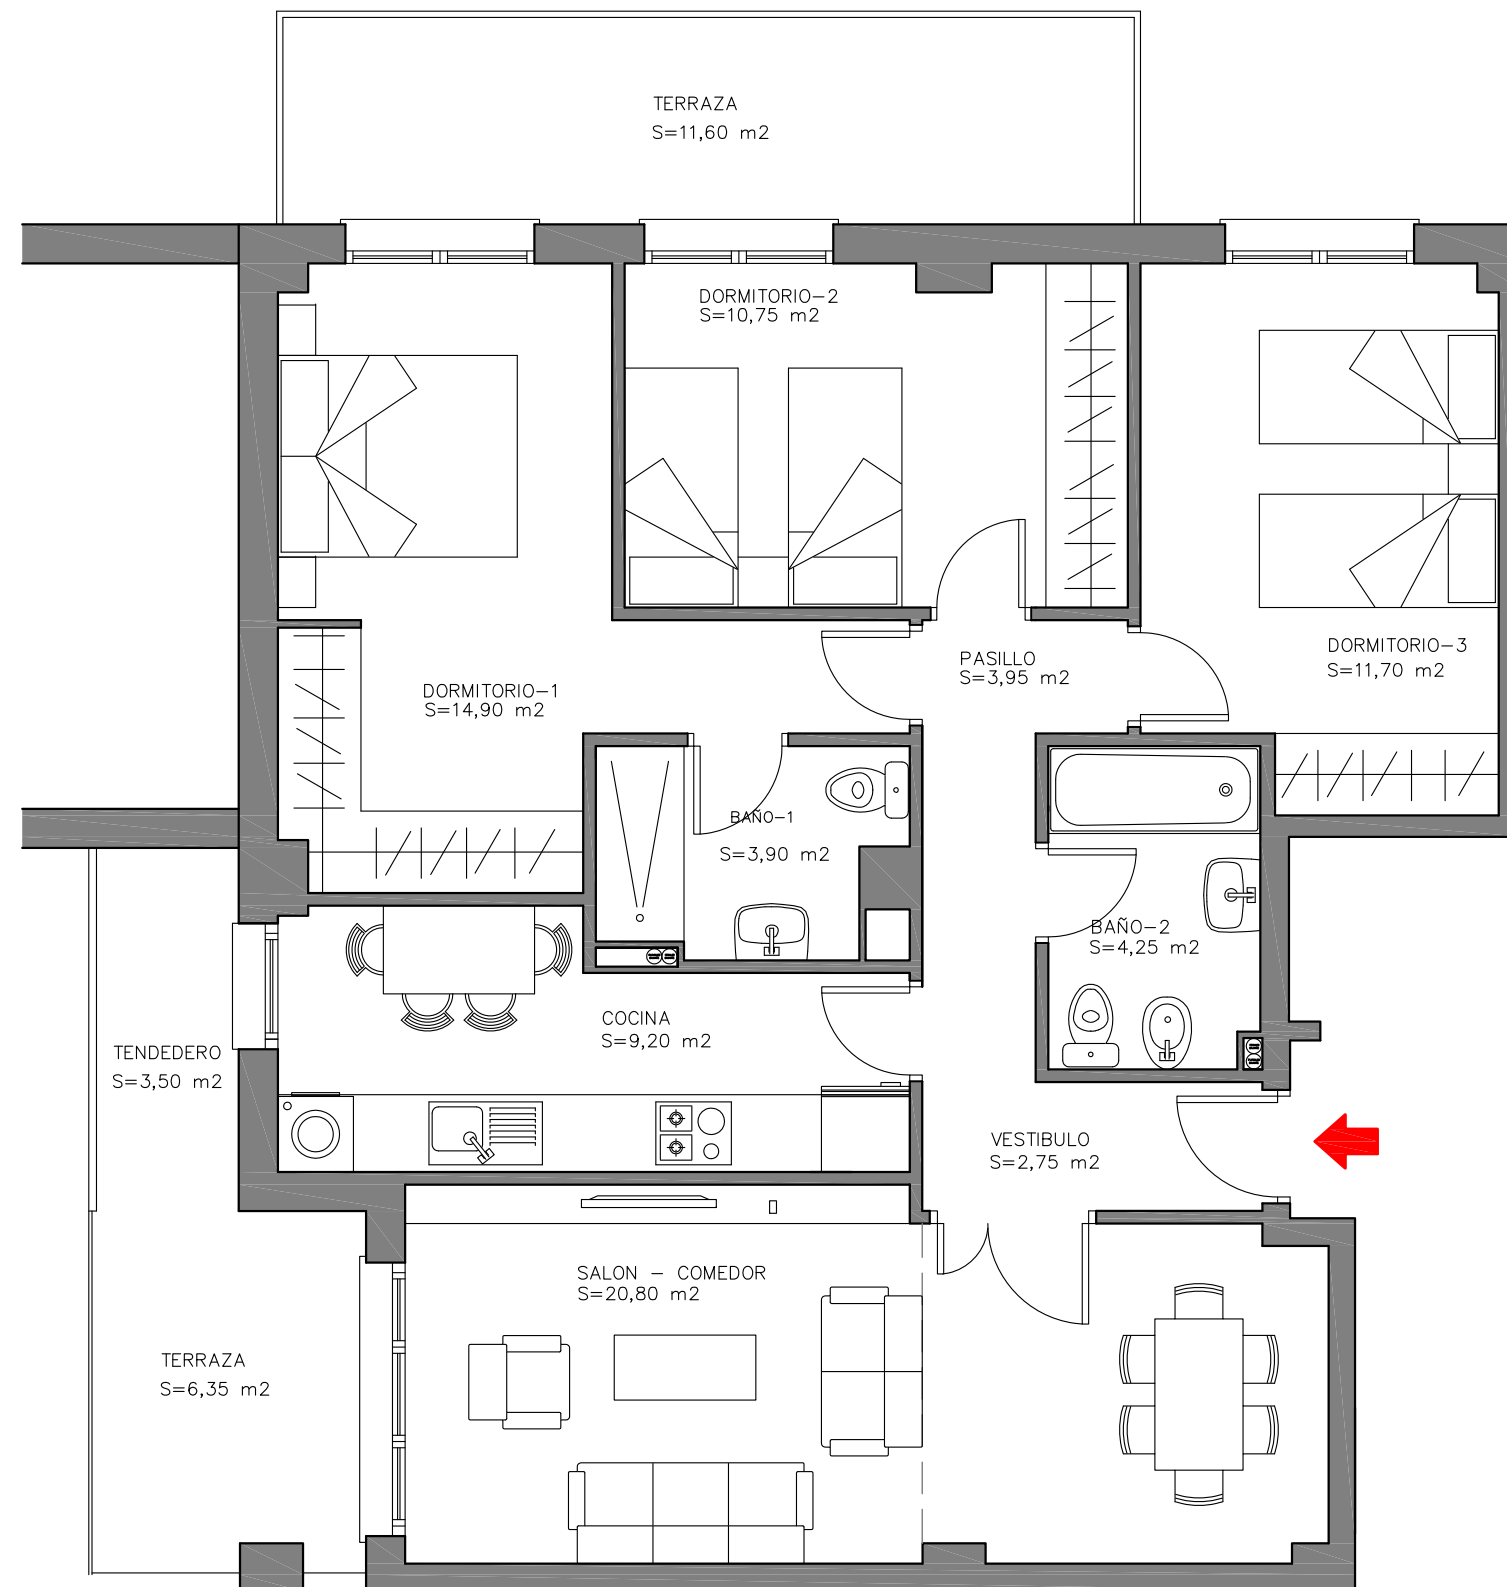 TERRAZA
S=11,60 m2
DORMITORIO-2
S=10,75 m2
DORMITORIO-3
S=11,70 m2
PASILLO
S=3,95 m2
DORMITORIO-1
S=14,90 m2
BAÑO-1
S=3,90 m2
BAÑO-2
S=4,25 m2
COCINA
S=9,20 m2
TENDEDERO
S=3,50 m2
VESTIBULO
S=2,75 m2
SALON - COMEDOR
S=20,80 m2
TERRAZA
S=6,35 m2